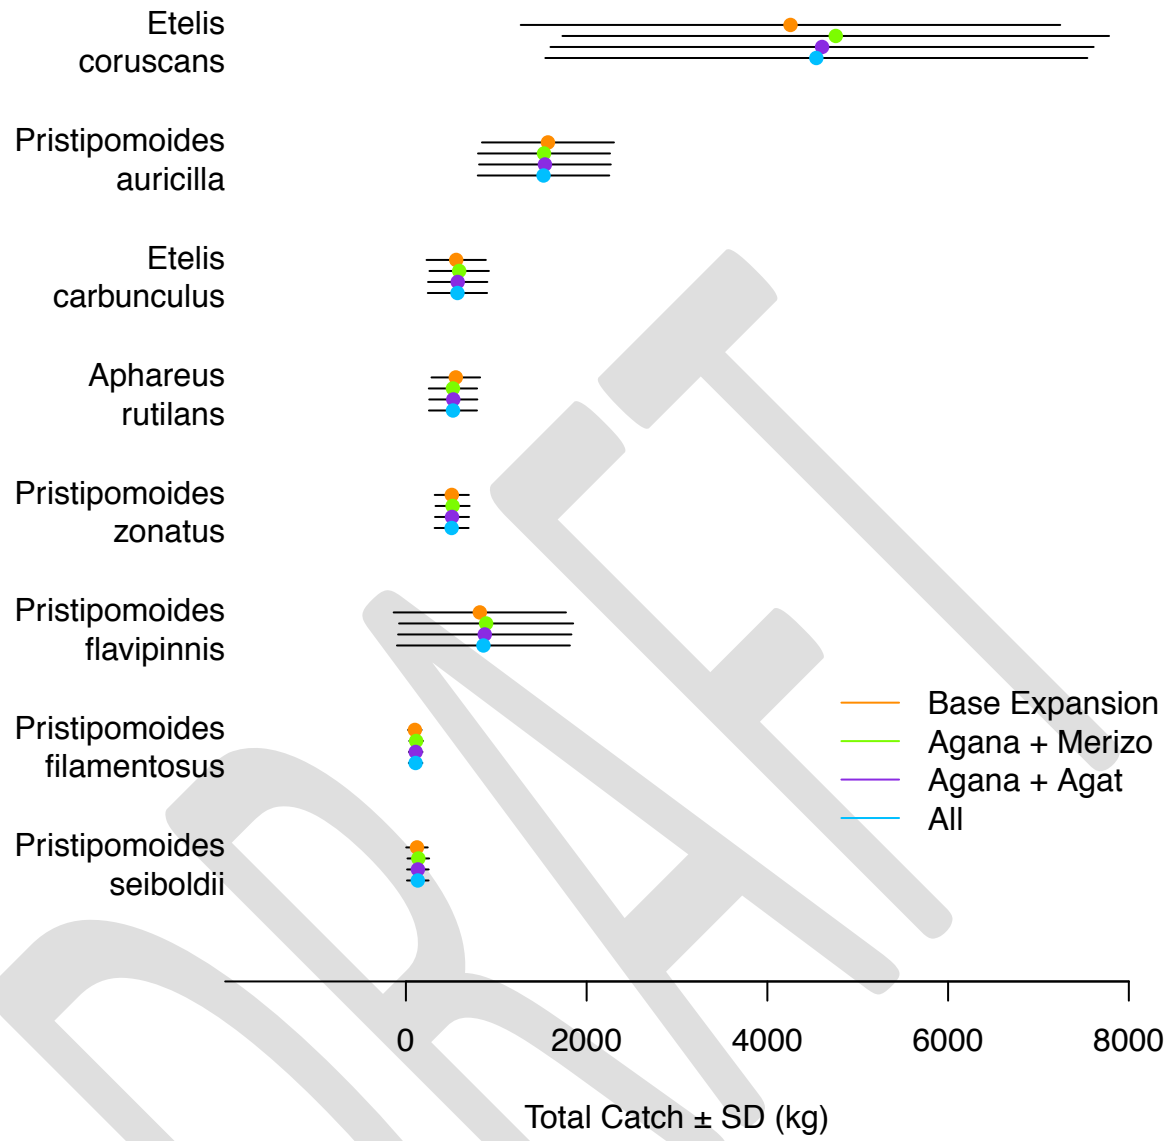 Etelis
coruscans
Pristipomoides
auricilla
Etelis
carbunculus
Aphareus
rutilans
Pristipomoides
zonatus
Pristipomoides
flavipinnis
Pristipomoides
filamentosus
Pristipomoides
seiboldii
Base Expansion
Agana + Merizo
Agana + Agat
All
0 2000 4000 6000 8000
Total Catch ± SD (kg)
DRAFT